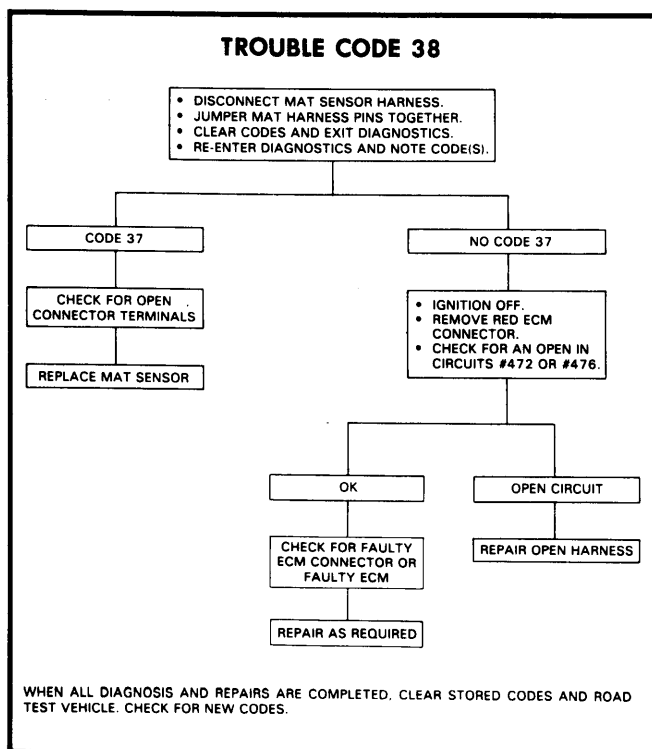 TROUBLE CODE 38
• DISCONNECT MAT SENSOR HARNESS.
• JUMPER MAT HARNESS PINS TOGETHER.
• CLEAR CODES AND EXIT DIAGNOSTICS.
• RE-ENTER DIAGNOSTICS AND NOTE CODE(S).
CODE 37
NO CODE 37
CHECK FOR OPEN
CONNECTOR TERMINALS
REPLACE MAT SENSOR
• IGNITION OFF.
• REMOVE RED ECM
CONNECTOR.
• CHECK FOR AN OPEN IN
CIRCUITS #472 OR #476.
OK
OPEN CIRCUIT
CHECK FOR FAULTY
ECM CONNECTOR OR
FAULTY ECM
REPAIR OPEN HARNESS
REPAIR AS REQUIRED
WHEN ALL DIAGNOSIS AND REPAIRS ARE COMPLETED, CLEAR STORED CODES AND ROAD
TEST VEHICLE. CHECK FOR NEW CODES.